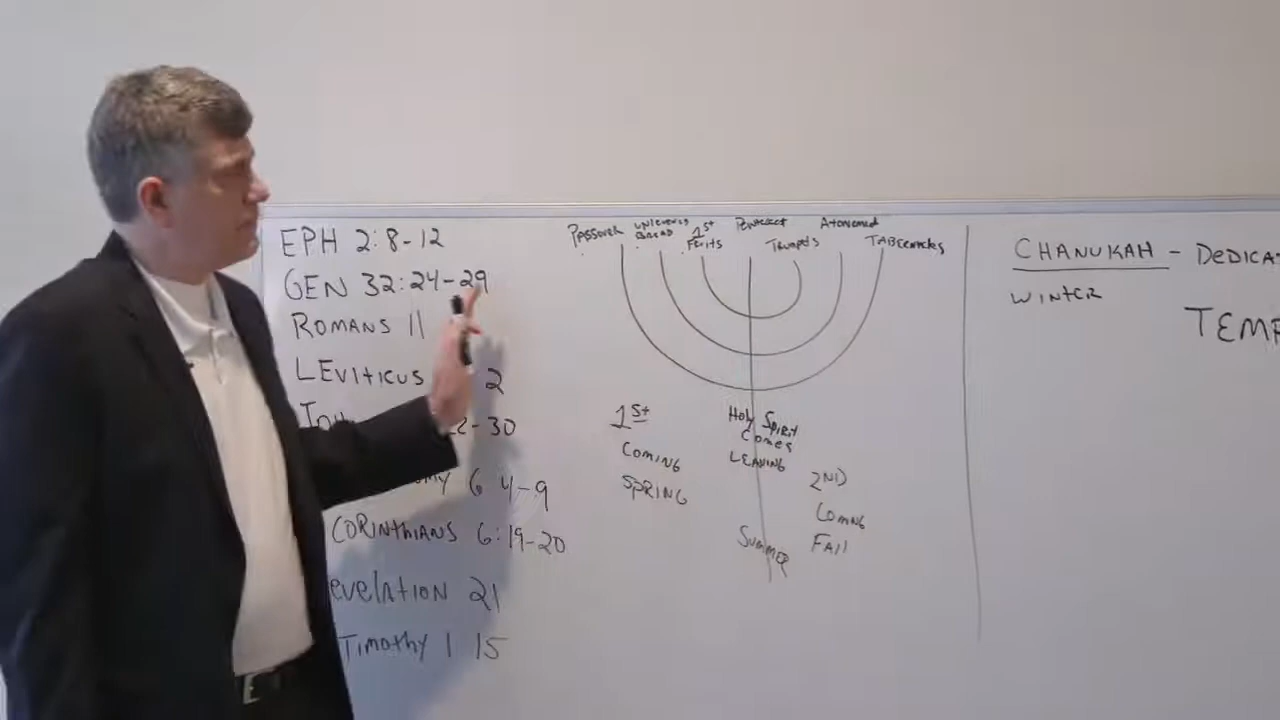 EPH 2:8-12
GEN 32:24-29
ROMANS 11
LEVITICUS 2
-30
6 4-9
CORINTHIANS 6:19-20
evelation 21
Timothy 1 15
PASSOVER
UNLEAVENED BREAD
1st FRUITS
PENTECOST
TRUMPETS
TABERNACLES
1st
COMING
SPRING
HOLY SPIRIT
COMES
LEAVING
SUMMER
2ND
COMING
FALL
CHANUKAH - DEDICA
WINTER
TEMP